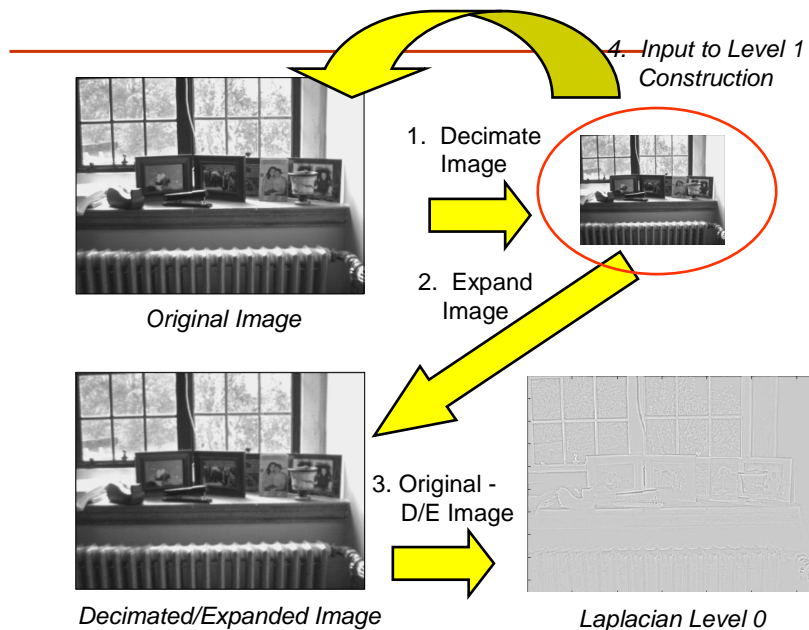 4. Input to Level 1
Construction
1. Decimate
Image
2. Expand
Image
Original Image
3. Original -
D/E Image
Decimated/Expanded Image
Laplacian Level 0